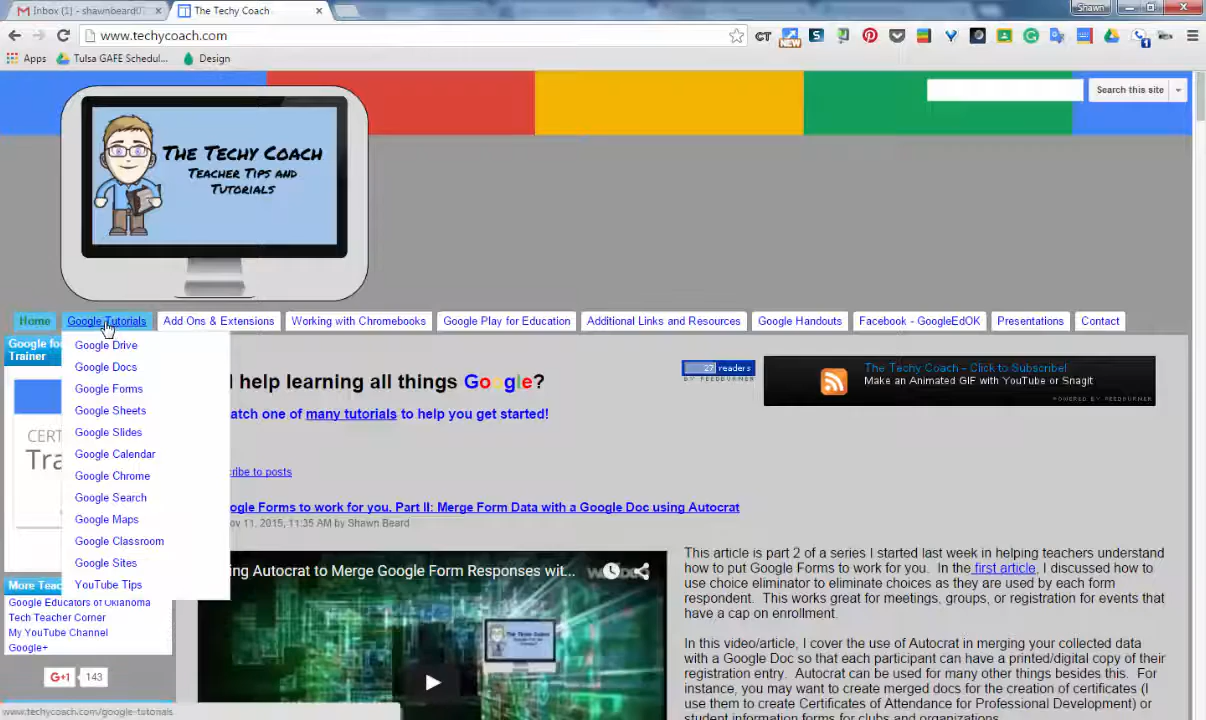 Inbox (1) - shawnbeard0
The Techy Coach
Shawn
www.techycoach.com
CT
NEW
1
Apps
Tulsa GAFE Schedul...
Design
Search this site
The Techy Coach
Teacher Tips and
Tutorials
Home
Google Tutorials
Add Ons & Extensions
Working with Chromebooks
Google Play for Education
Additional Links and Resources
Google Handouts
Facebook - GoogleEdOK
Presentations
Contact
Google for
Trainer
CERT
Tra
Google Drive
Google Docs
Google Forms
Google Sheets
Google Slides
Google Calendar
Google Chrome
Google Search
Google Maps
Google Classroom
Google Sites
YouTube Tips
help learning all things Google?
atch one of many tutorials to help you get started!
27 readers
BY FEEDBURNER
The Techy Coach - Click to Subscribe!
Make an Animated GIF with YouTube or Snagit
POWERED BY FEEDBURNER
cribe to posts
ogle Forms to work for you. Part II: Merge Form Data with a Google Doc using Autocrat
ov 11, 2015, 11:35 AM by Shawn Beard
ing Autocrat to Merge Google Form Responses wit...
This article is part 2 of a series I started last week in helping teachers understand
how to put Google Forms to work for you. In the first article, I discussed how to
use choice eliminator to eliminate choices as they are used by each form
respondent. This works great for meetings, groups, or registration for events that
have a cap on enrollment.
In this video/article, I cover the use of Autocrat in merging your collected data
with a Google Doc so that each participant can have a printed/digital copy of their
registration entry. Autocrat can be used for many other things besides this. For
instance, you may want to create merged docs for the creation of certificates (I
use them to create Certificates of Attendance for Professional Development) or
student information forms for clubs and organizations
More Teac
Google Educators of Oklahoma
Tech Teacher Corner
My YouTube Channel
Google+
G+1
143
www.techycoach.com/google-tutorials